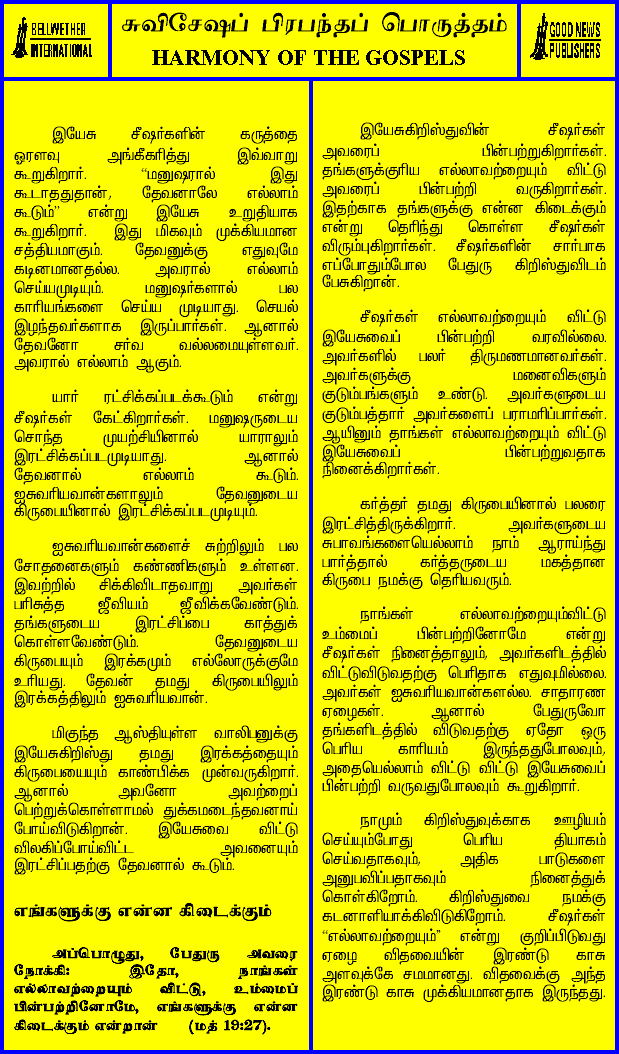 BELLWETHER
INTERNATIONAL
சுவிசேஷப் பிரபந்தப் பொருத்தம்
HARMONY OF THE GOSPELS
GOOD NEWS
PUBLISHERS
இயேசு சீஷர்களின் கருத்தை
ஓரளவு அங்கீகரித்து இவ்வாறு
கூறுகிறார். “மனுஷரால் இது
கூடாததுதான், தேவனாலே எல்லாம்
கூடும்” என்று இயேசு உறுதியாக
கூறுகிறார். இது மிகவும் முக்கியமான
சத்தியமாகும். தேவனுக்கு எதுவுமே
கடினமானதல்ல. அவரால் எல்லாம்
செய்யமுடியும். மனுஷர்களால் பல
காரியங்களை செய்ய முடியாது. செயல்
இழந்தவர்களாக இருப்பார்கள். ஆனால்
தேவனோ சர்வ வல்லமையுள்ளவர்.
அவரால் எல்லாம் ஆகும்.
யார் ரட்சிக்கப்படக்கூடும் என்று
சீஷர்கள் கேட்கிறார்கள். மனுஷருடைய
சொந்த முயற்சியினால் யாராலும்
இரட்சிக்கப்படமுடியாது. ஆனால்
தேவனால் எல்லாம் கூடும்.
ஐசுவரியவான்களாலும் தேவனுடைய
கிருபையினால் இரட்சிக்கப்படமுடியும்.
ஐசுவரியவான்களைச் சுற்றிலும் பல
சோதனைகளும் கண்ணிகளும் உள்ளன.
இவற்றில் சிக்கிவிடாதவாறு அவர்கள்
பரிசுத்த ஜீவியம் ஜீவிக்கவேண்டும்.
தங்களுடைய இரட்சிப்பை காத்துக்
கொள்ளவேண்டும். தேவனுடைய
கிருபையும் இரக்கமும் எல்லோருக்குமே
உரியது. தேவன் தமது கிருபையிலும்
இரக்கத்திலும் ஐசுவரியவான்.
மிகுந்த ஆஸ்தியுள்ள வாலிபனுக்கு
இயேசுகிறிஸ்து தமது இரக்கத்தையும்
கிருபையையும் காண்பிக்க முன்வருகிறார்.
ஆனால் அவனோ அவற்றைப்
பெற்றுக்கொள்ளாமல் துக்கமடைந்தவனாய்
போய்விடுகிறான். இயேசுவை விட்டு
விலகிப்போய்விட்ட அவனையும்
இரட்சிப்பதற்கு தேவனால் கூடும்.
எங்களுக்கு என்ன கிடைக்கும்
அப்பொழுது, பேதுரு அவரை
நோக்கி: இதோ, நாங்கள்
எல்லாவற்றையும் விட்டு, உம்மைப்
பின்பற்றினோமே, எங்களுக்கு என்ன
கிடைக்கும் என்றான் (மத் 19:27).
இயேசுகிறிஸ்துவின் சீஷர்கள்
அவரைப் பின்பற்றுகிறார்கள்.
தங்களுக்குரிய எல்லாவற்றையும் விட்டு
அவரைப் பின்பற்றி வருகிறார்கள்.
இதற்காக தங்களுக்கு என்ன கிடைக்கும்
என்று தெரிந்து கொள்ள சீஷர்கள்
விரும்புகிறார்கள். சீஷர்களின் சார்பாக
எப்போதும்போல பேதுரு கிறிஸ்துவிடம்
பேசுகிறான்.
சீஷர்கள் எல்லாவற்றையும் விட்டு
இயேசுவைப் பின்பற்றி வரவில்லை.
அவர்களில் பலர் திருமணமானவர்கள்.
அவர்களுக்கு மனைவிகளும்
குடும்பங்களும் உண்டு. அவர்களுடைய
குடும்பத்தார் அவர்களைப் பராமரிப்பார்கள்.
ஆயினும் தாங்கள் எல்லாவற்றையும் விட்டு
இயேசுவைப் பின்பற்றுவதாக
நினைக்கிறார்கள்.
கர்த்தர் தமது கிருபையினால் பலரை
இரட்சித்திருக்கிறார். அவர்களுடைய
சுபாவங்களையெல்லாம் நாம் ஆராய்ந்து
பார்த்தால் கர்த்தருடைய மகத்தான
கிருபை நமக்கு தெரியவரும்.
நாங்கள் எல்லாவற்றையும்விட்டு
உம்மைப் பின்பற்றினோமே என்று
சீஷர்கள் நினைத்தாலும், அவர்களிடத்தில்
விட்டுவிடுவதற்கு பெரிதாக எதுவுமில்லை.
அவர்கள் ஐசுவரியவான்களல்ல. சாதாரண
ஏழைகள். ஆனால் பேதுருவோ
தங்களிடத்தில் விடுவதற்கு ஏதோ ஒரு
பெரிய காரியம் இருந்ததுபோலவும்,
அதையெல்லாம் விட்டு விட்டு இயேசுவைப்
பின்பற்றி வருவதுபோலவும் கூறுகிறார்.
நாமும் கிறிஸ்துவுக்காக ஊழியம்
செய்யும்போது பெரிய தியாகம்
செய்வதாகவும், அதிக பாடுகளை
அனுபவிப்பதாகவும் நினைத்துக்
கொள்கிறோம். கிறிஸ்துவை நமக்கு
கடனாளியாக்கிவிடுகிறோம். சீஷர்கள்
“எல்லாவற்றையும்” என்று குறிப்பிடுவது
ஏழை விதவையின் இரண்டு காசு
அளவுக்கே சமமானது. விதவைக்கு அந்த
இரண்டு காசு முக்கியமானதாக இருந்தது.